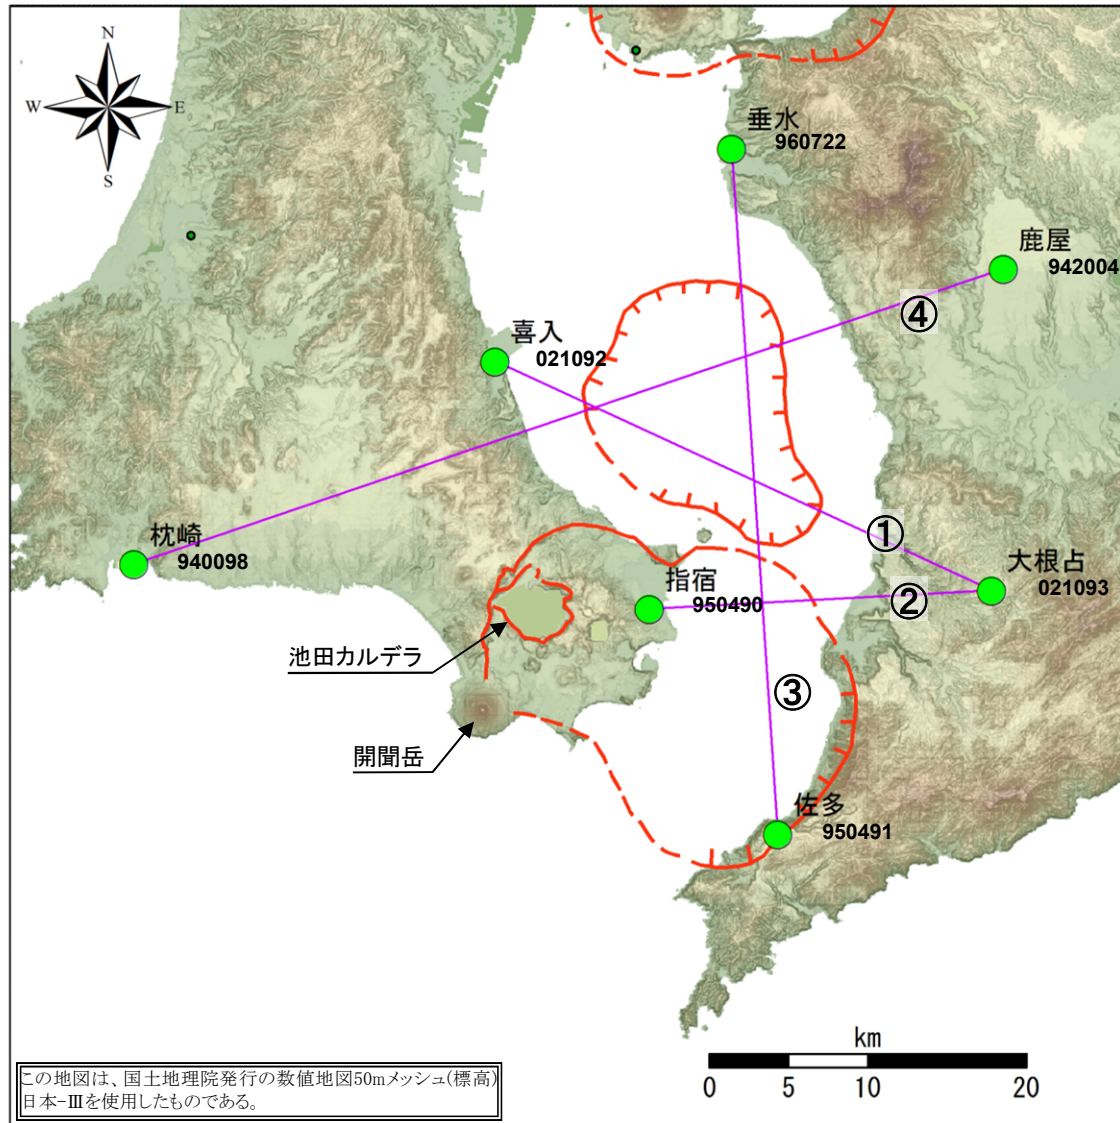 N
W
E
S
垂水
960722
鹿屋
942004
④
喜入
021092
枕崎
940098
①
大根占
021093
指宿
950490
②
池田カルデラ
③
開聞岳
佐多
950491
km
0 5 10 20
この地図は、国土地理院発行の数値地図50mメッシュ(標高)
日本-Ⅲを使用したものである。